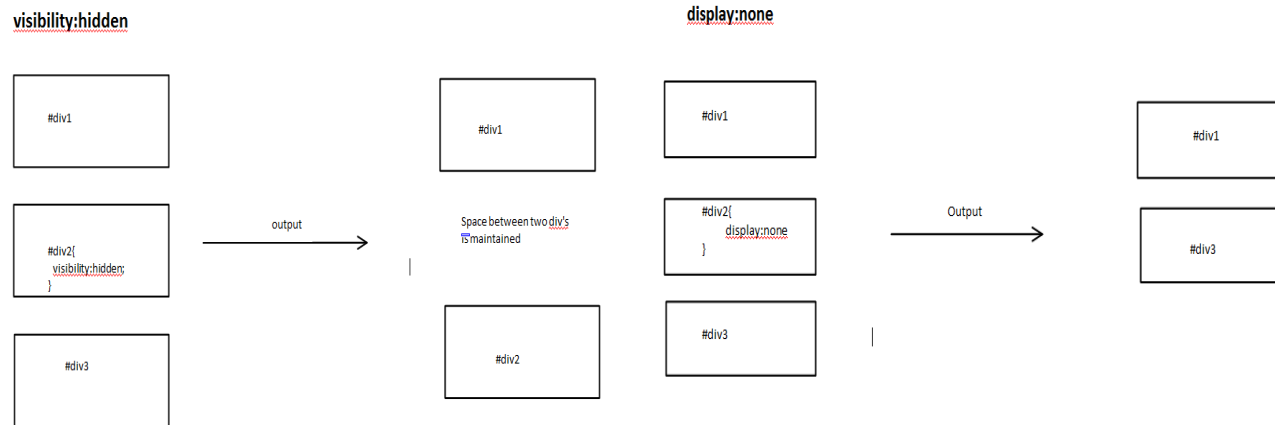 visibility:hidden
#div1
#div2{
visibility:hidden;
}
#div3
output
#div1
Space between two div's
is maintained
#div2
display:none
#div1
#div2{
display:none
}
#div3
Output
#div1
#div3